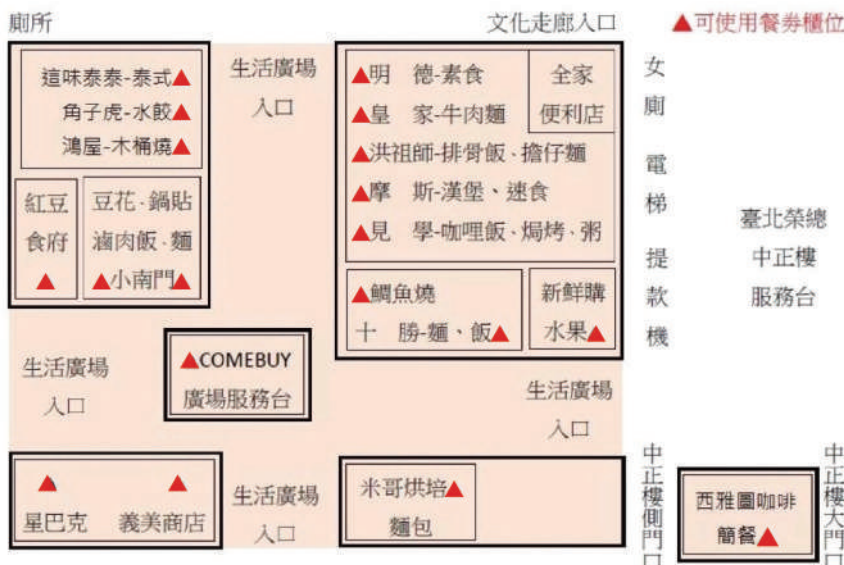 廁所
文化走廊入口
▲可使用餐券櫃位
這味泰泰-泰式▲
角子虎-水餃▲
鴻屋-木桶燒▲
生活廣場
入口
▲明 德-素食
▲皇 家-牛肉麵
▲洪祖師-排骨飯、擔仔麵
▲摩 斯-漢堡、速食
▲見 學-咖哩飯、焗烤、粥
全家
便利店
女廁 電梯 提款機
臺北榮總
中正樓
服務台
紅豆
食府
▲
豆花、鍋貼
滷肉飯、麵
▲小南門▲
▲鯛魚燒
十 勝-麵、飯▲
新鮮購
水果▲
生活廣場
入口
▲COMEBUY
廣場服務台
生活廣場
入口
▲ ▲
星巴克 義美商店
生活廣場
入口
米哥烘培▲
麵包
中正樓側門口
西雅圖咖啡
簡餐▲
中正樓大門口